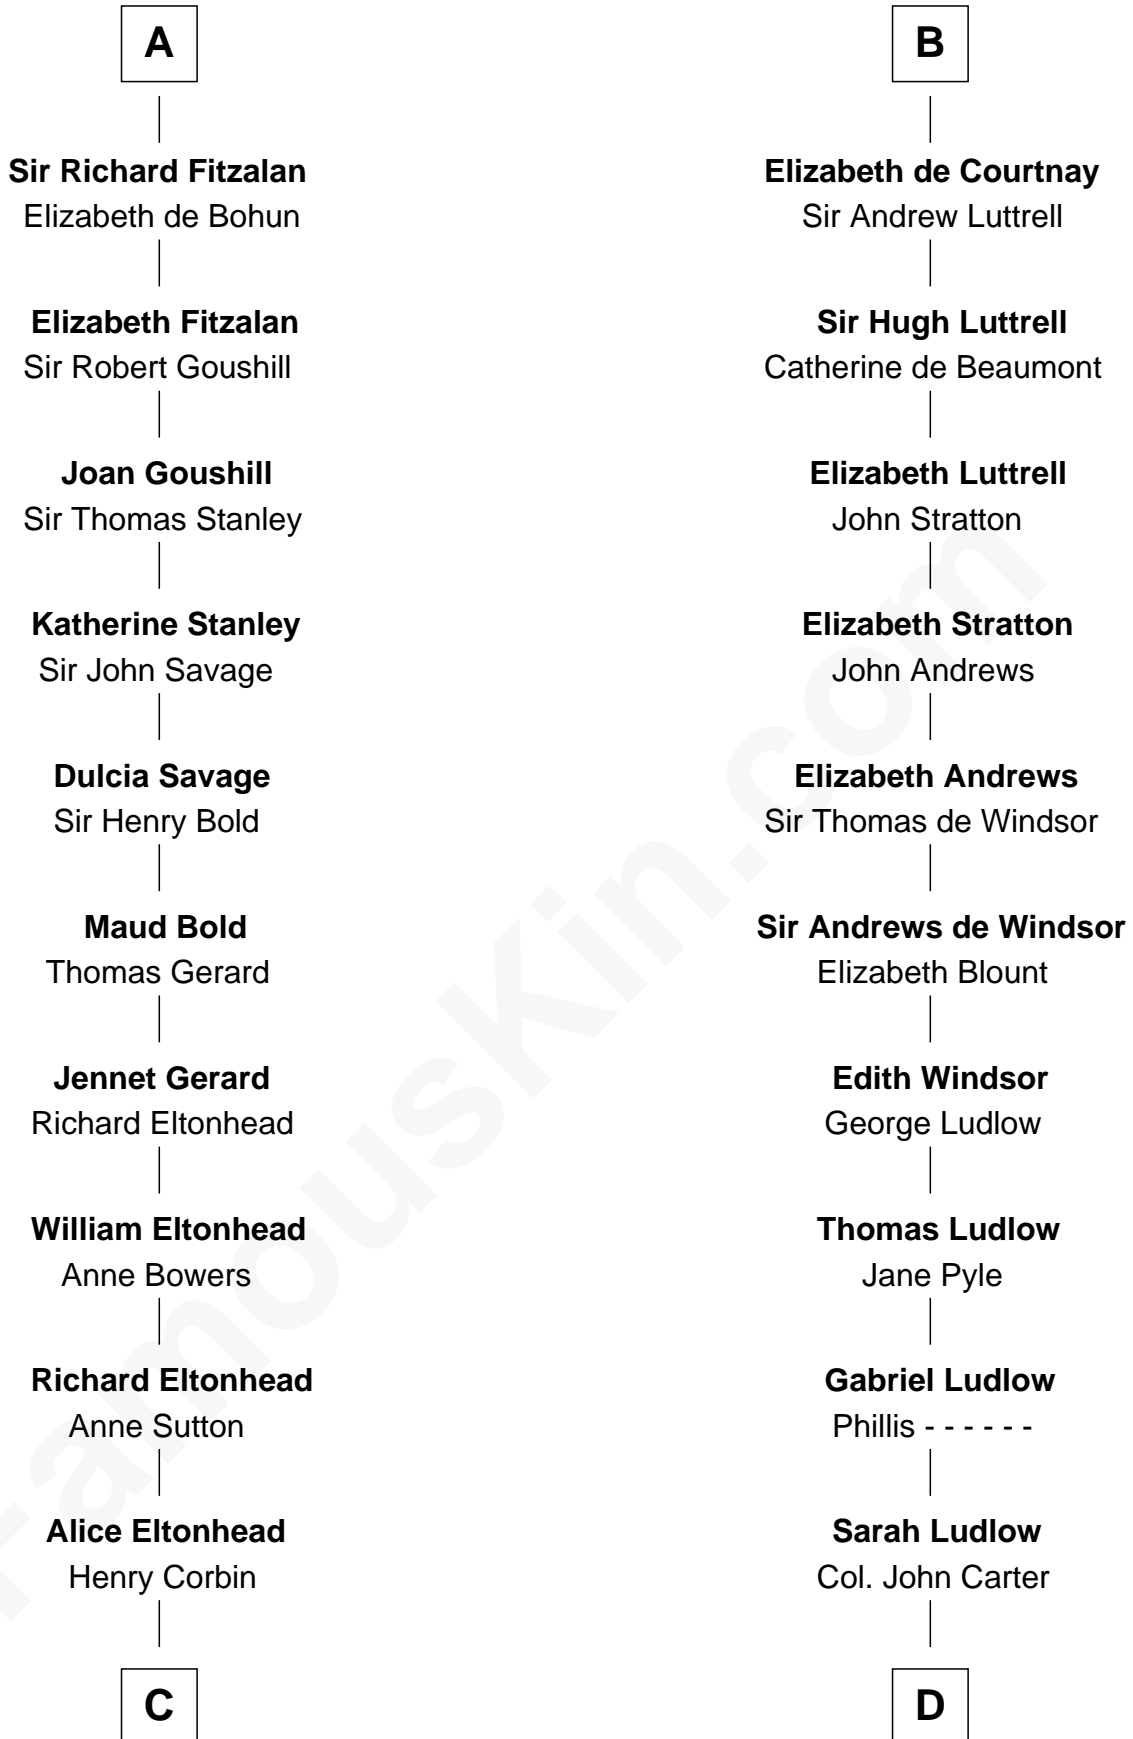 A
Sir Richard Fitzalan
Elizabeth de Bohun
Elizabeth Fitzalan
Sir Robert Goushill
Joan Goushill
Sir Thomas Stanley
Katherine Stanley
Sir John Savage
Dulcia Savage
Sir Henry Bold
Maud Bold
Thomas Gerard
Jennet Gerard
Richard Eltonhead
William Eltonhead
Anne Bowers
Richard Eltonhead
Anne Sutton
Alice Eltonhead
Henry Corbin
C
B
Elizabeth de Courtnay
Sir Andrew Luttrell
Sir Hugh Luttrell
Catherine de Beaumont
Elizabeth Luttrell
John Stratton
Elizabeth Stratton
John Andrews
Elizabeth Andrews
Sir Thomas de Windsor
Sir Andrews de Windsor
Elizabeth Blount
Edith Windsor
George Ludlow
Thomas Ludlow
Jane Pyle
Gabriel Ludlow
Phillis - - - - - -
Sarah Ludlow
Col. John Carter
D
FamousKin.com